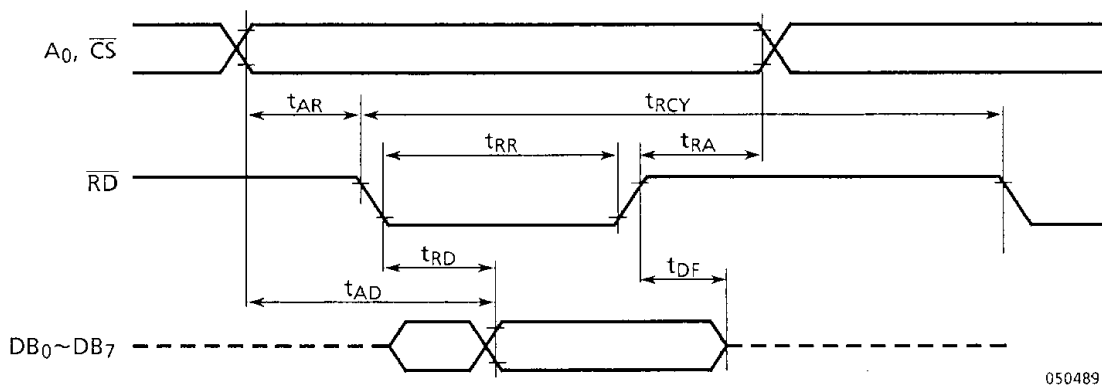 A0, CS
tAR
tRCY
tRR
tRA
RD
tRD
tDF
tAD
DB0~DB7
050489